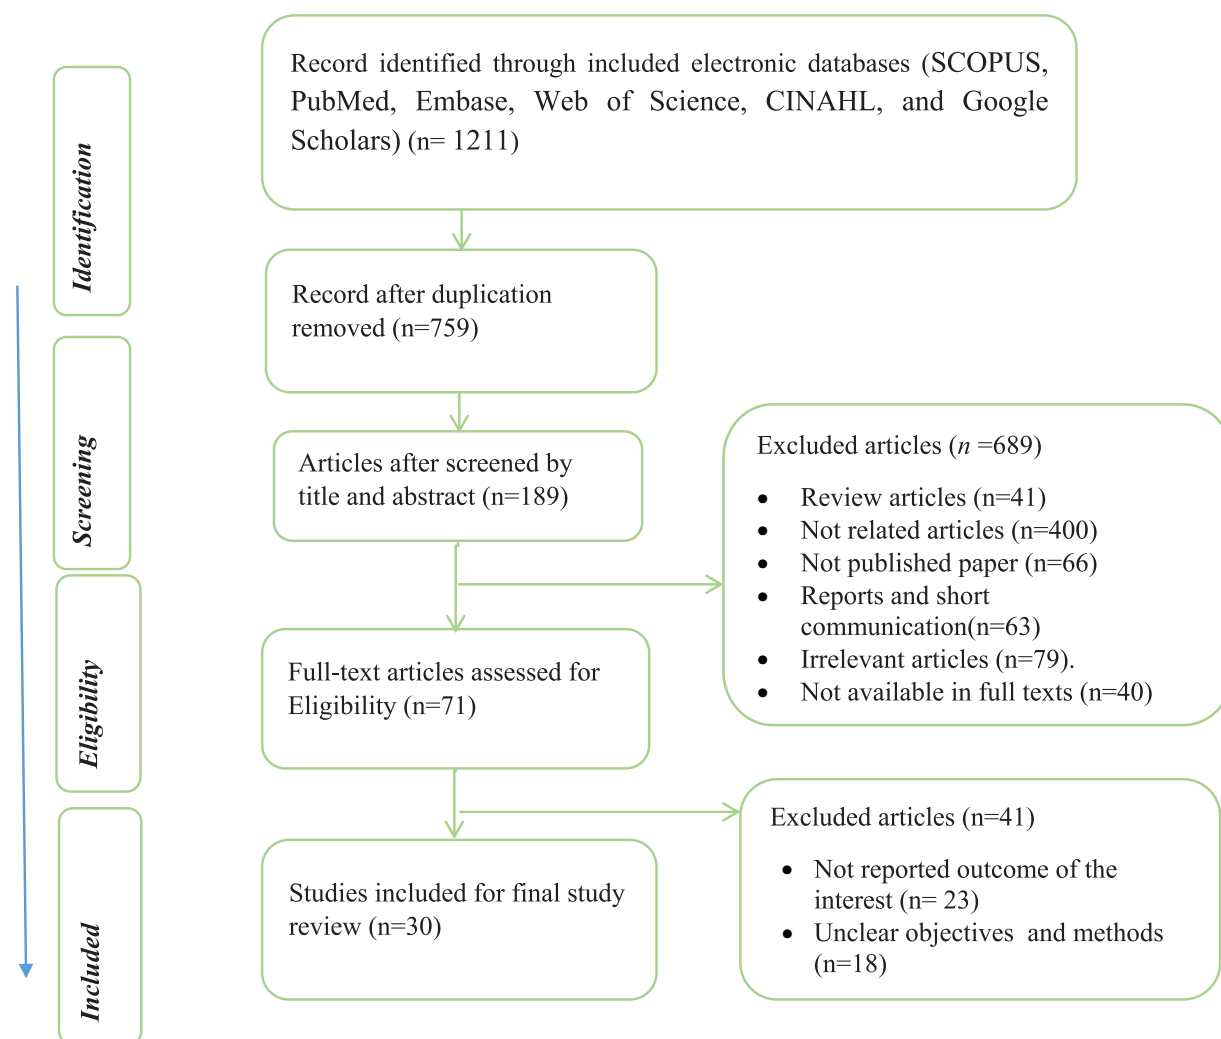 Record identified through included electronic databases (SCOPUS,
PubMed, Embase, Web of Science, CINAHL, and Google
Scholars) (n= 1211)
Identification
Record after duplication
removed (n=759)
Screening
Articles after screened by
title and abstract (n=189)
Excluded articles (n =689)
• Review articles (n=41)
• Not related articles (n=400)
• Not published paper (n=66)
• Reports and short
communication(n=63)
• Irrelevant articles (n=79).
• Not available in full texts (n=40)
Eligibility
Full-text articles assessed for
Eligibility (n=71)
Excluded articles (n=41)
• Not reported outcome of the
interest (n= 23)
• Unclear objectives and methods
(n=18)
Included
Studies included for final study
review (n=30)